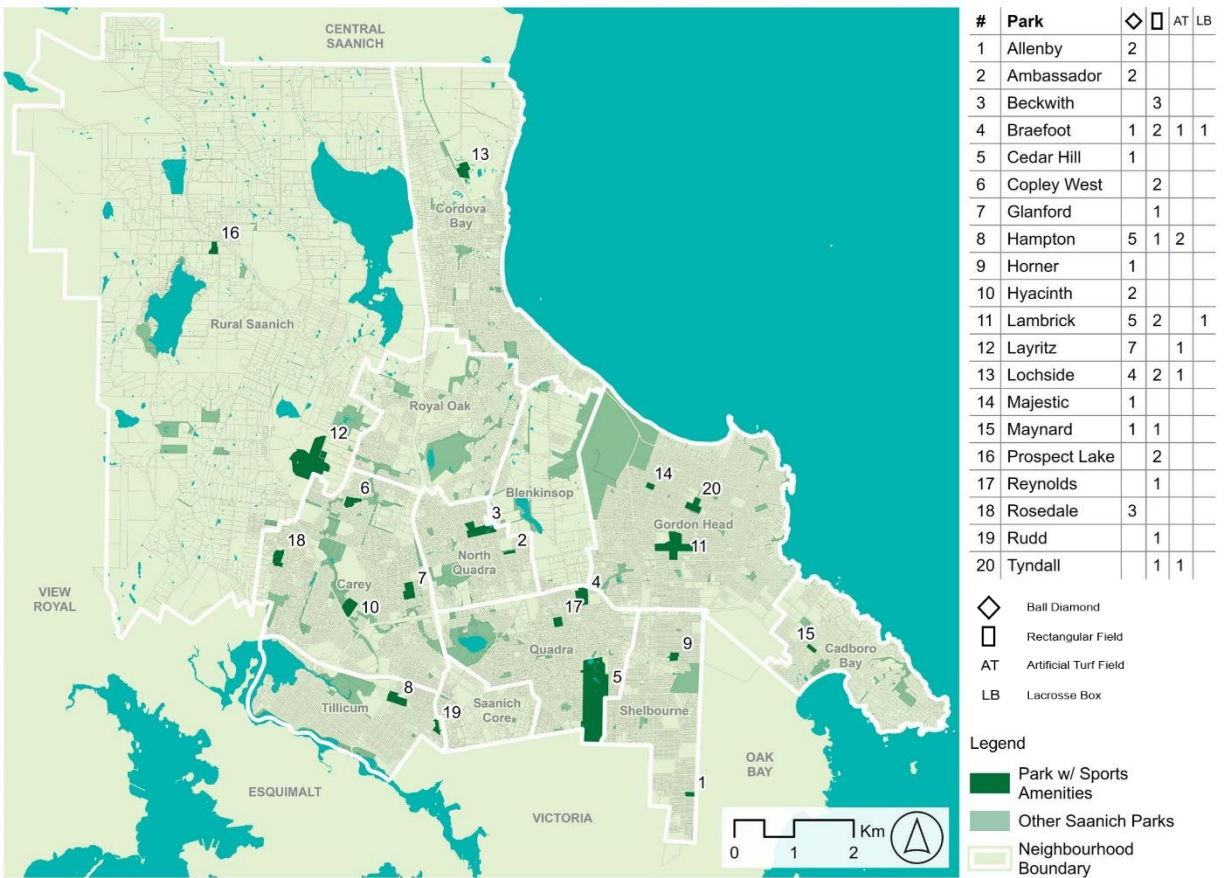 CENTRAL
SAANICH
13
Cordova
Bay
16
Rural Saanich
Royal Oak
12
6
14
20
Blenkinsop
3
Gordon Head
18
2
11
North
Quadra
7
Carey
4
VIEW
ROYAL
10
17
15
9
Quadra
Cadboro
Bay
5
8
Tillicum
19
Saanich
Core
Shelbourne
1
OAK
BAY
ESQUIMALT
VICTORIA
Km
0 1 2
# Park ◇ ▯ AT LB
1 Allenby 2
2 Ambassador 2
3 Beckwith 3
4 Braefoot 1 2 1 1
5 Cedar Hill 1
6 Copley West 2
7 Glanford 1
8 Hampton 5 1 2
9 Horner 1
10 Hyacinth 2
11 Lambrick 5 2 1
12 Layritz 7 1
13 Lochside 4 2 1
14 Majestic 1
15 Maynard 1 1
16 Prospect Lake 2
17 Reynolds 1
18 Rosedale 3
19 Rudd 1
20 Tyndall 1 1
Ball Diamond
Rectangular Field
AT Artificial Turf Field
LB Lacrosse Box
Legend
Park w/ Sports
Amenities
Other Saanich Parks
Neighbourhood
Boundary